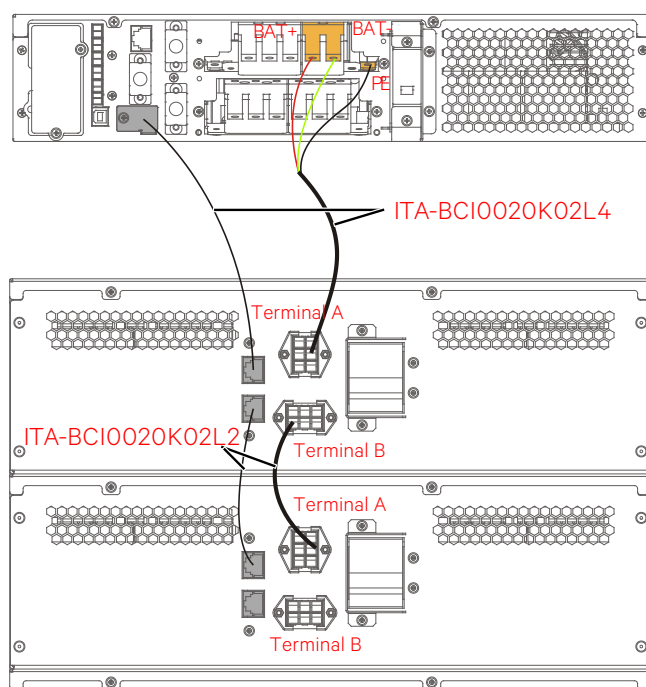 BAT+
BAT-
PE
ITA-BCI0020K02L4
Terminal A
ITA-BCI0020K02L2
Terminal B
Terminal A
Terminal B